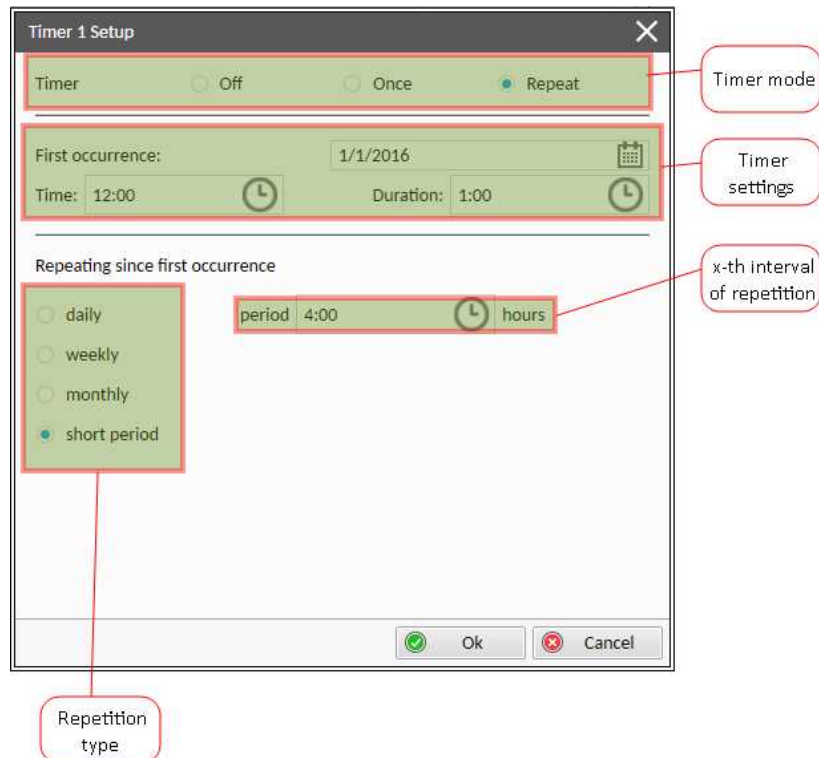 Timer 1 Setup
Timer Off Once Repeat
Timer mode
First occurrence: 1/1/2016
Time: 12:00 Duration: 1:00
Timer
settings
Repeating since first occurrence
x-th interval
of repetition
daily period 4:00 hours
weekly
monthly
short period
Ok Cancel
Repetition
type